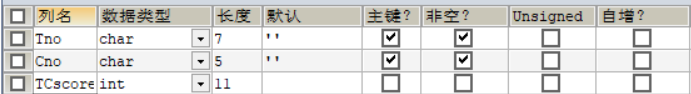 列名 数据类型 长度 默认 主键? 非空? Unsigned 自增?
Tno char 7 ''
Cno char 5 ''
TCscore int 11